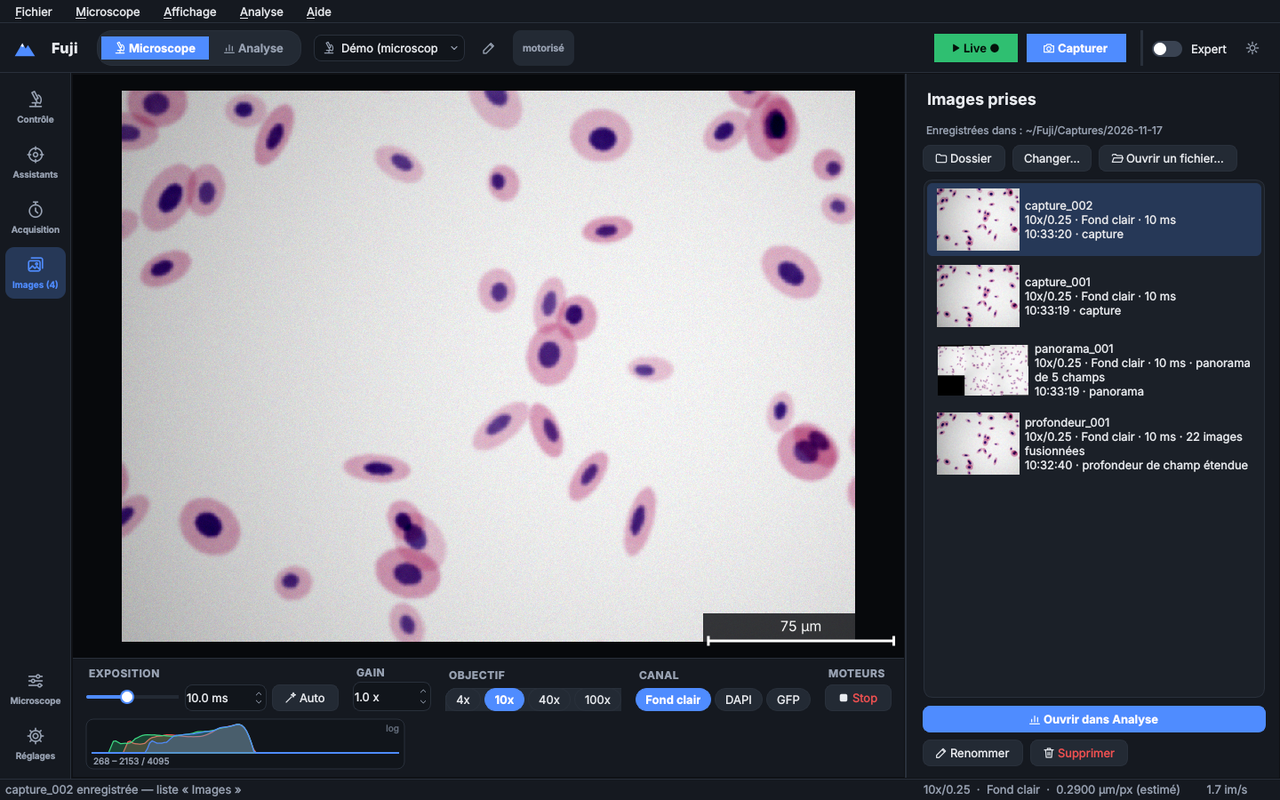 Fichier Microscope Affichage Analyse Aide
Fuji Microscope Analyse Démo (microscop motorisé Live Capturer Expert
Contrôle
Assistants
Acquisition
Images (4)
Microscope
Réglages
75 µm
EXPOSITION GAIN OBJECTIF CANAL MOTEURS
10.0 ms Auto 1.0 x 4x 10x 40x 100x Fond clair DAPI GFP Stop
log
268 – 2153 / 4095
Images prises
Enregistrées dans : ~/Fuji/Captures/2026-11-17
Dossier Changer... Ouvrir un fichier...
capture_002
10x/0.25 · Fond clair · 10 ms
10:33:20 · capture
capture_001
10x/0.25 · Fond clair · 10 ms
10:33:19 · capture
panorama_001
10x/0.25 · Fond clair · 10 ms · panorama
de 5 champs
10:33:19 · panorama
profondeur_001
10x/0.25 · Fond clair · 10 ms · 22 images
fusionnées
10:32:40 · profondeur de champ étendue
Ouvrir dans Analyse
Renommer Supprimer
capture_002 enregistrée — liste « Images » 10x/0.25 · Fond clair · 0.2900 µm/px (estimé) 1.7 im/s